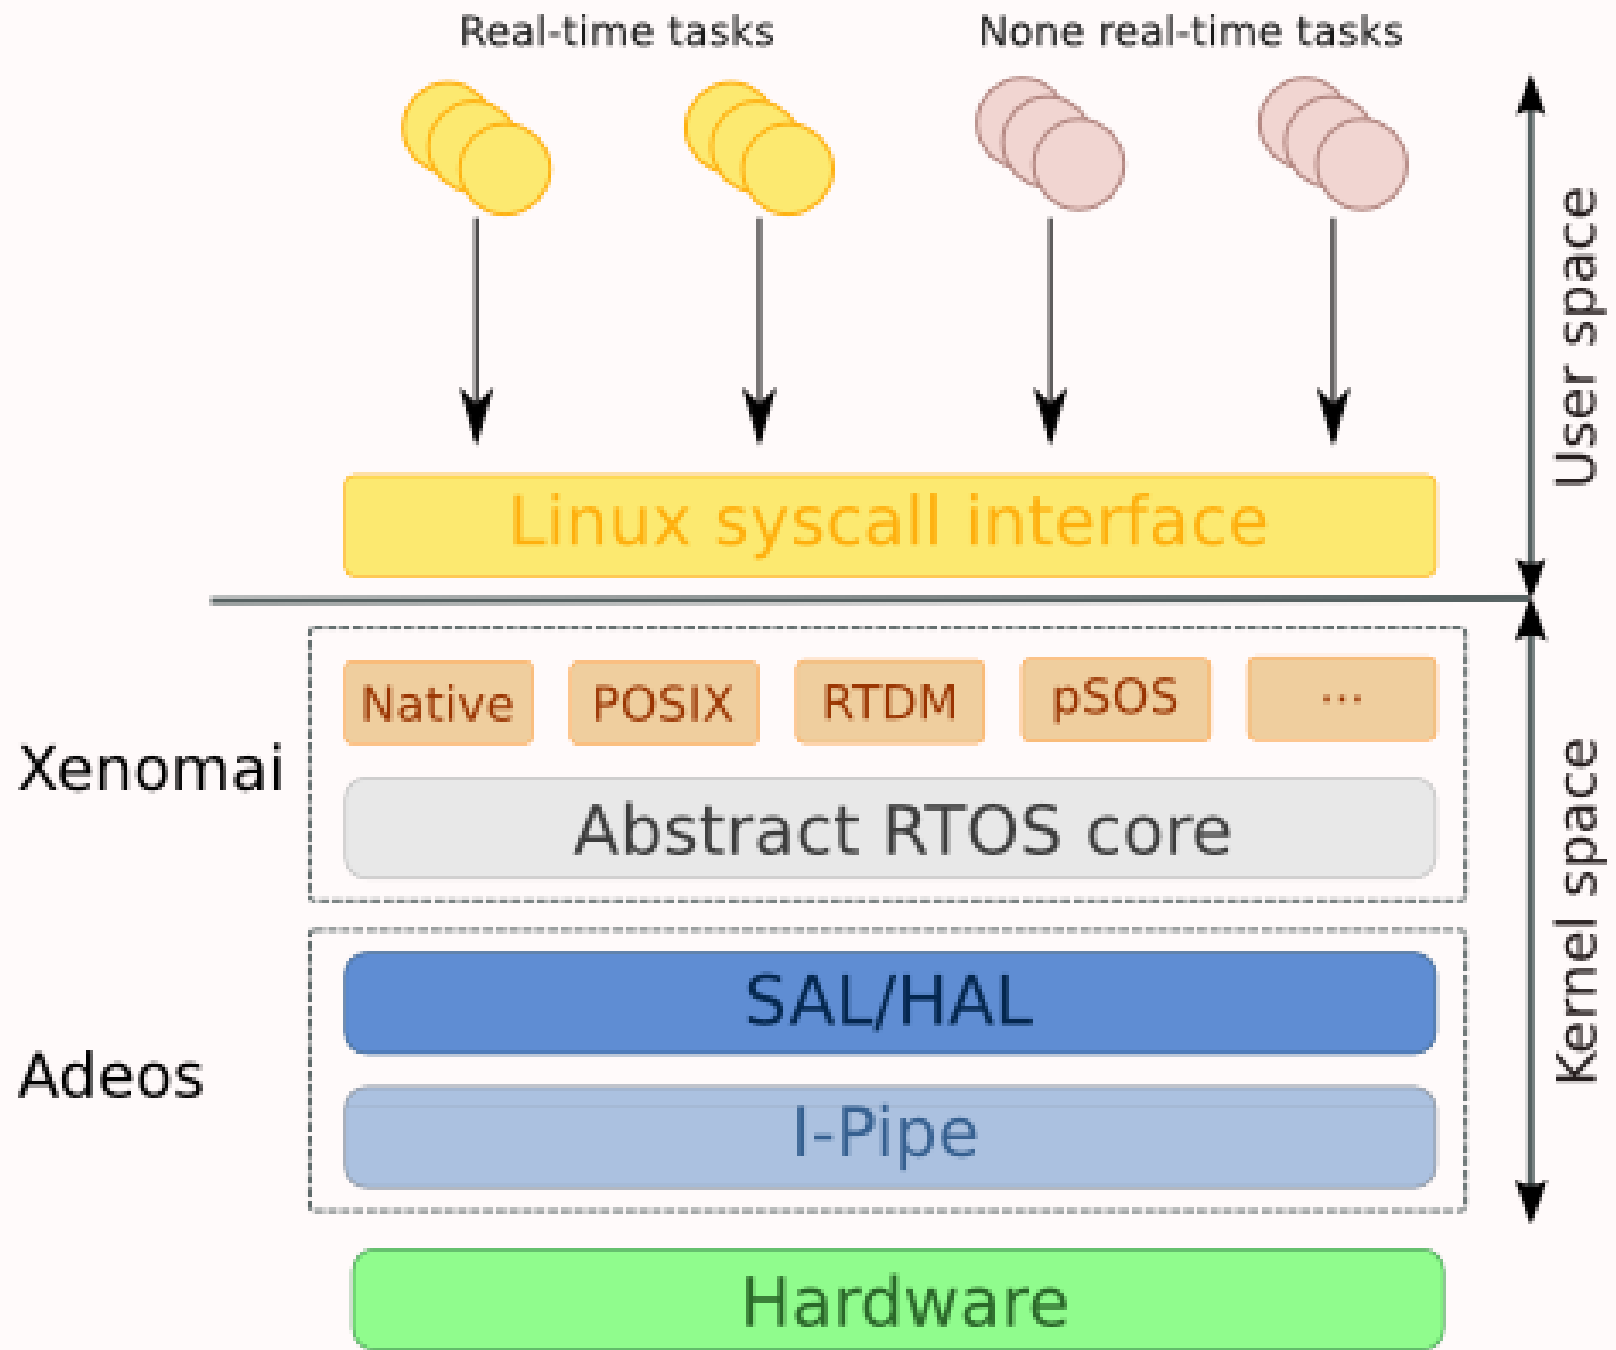 Real-time tasks
None real-time tasks
User space
Linux syscall interface
Xenomai
Native
POSIX
RTDM
pSOS
...
Abstract RTOS core
Kernel space
Adeos
SAL/HAL
I-Pipe
Hardware